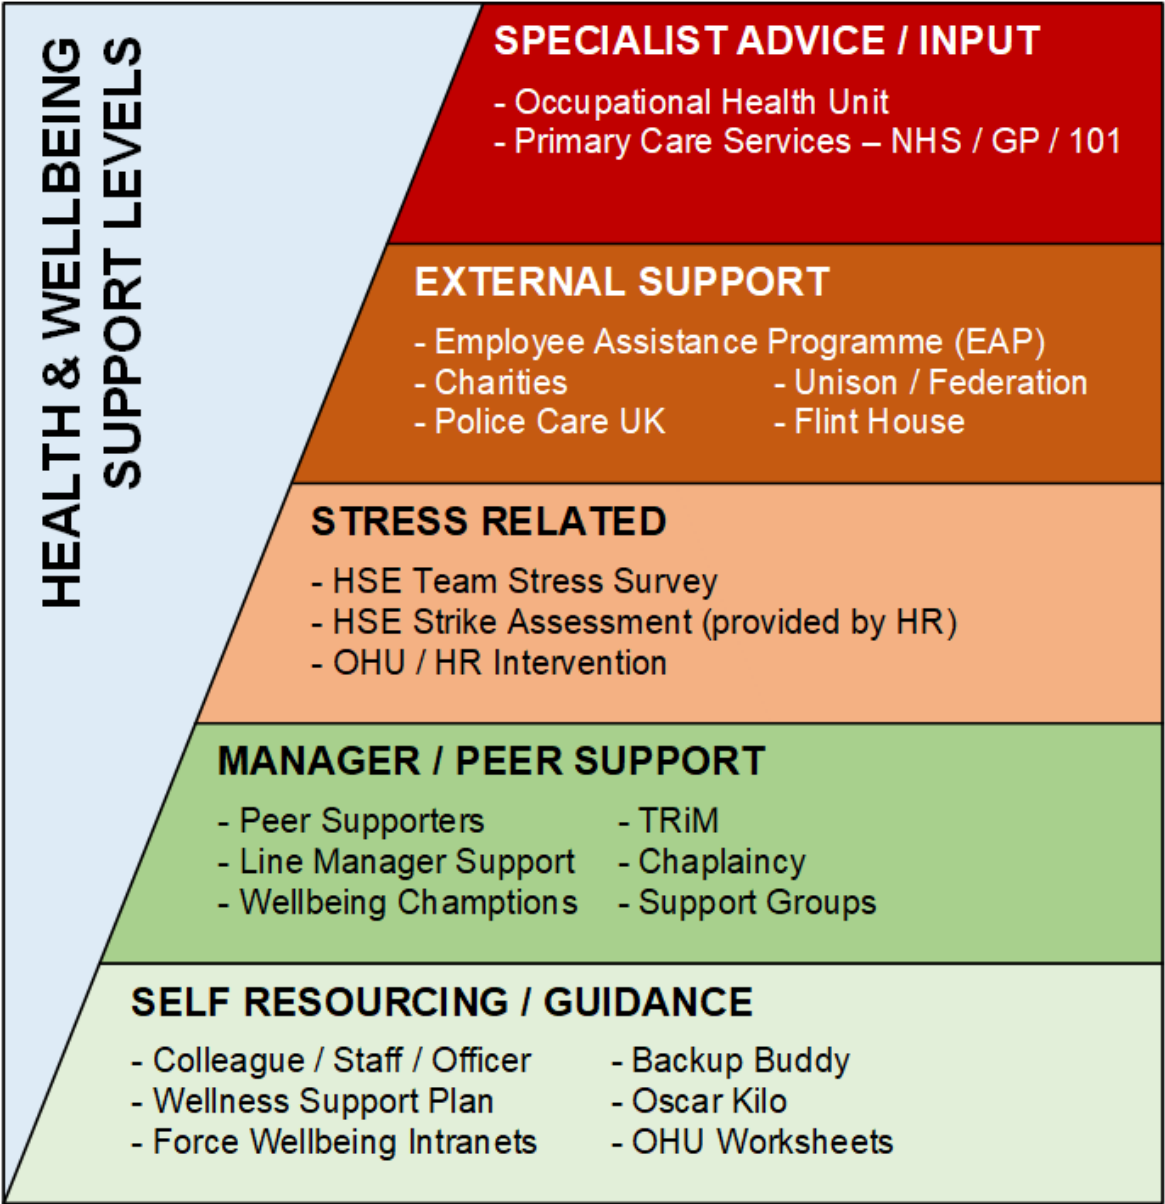 HEALTH & WELLBEING
SUPPORT LEVELS
SPECIALIST ADVICE / INPUT
- Occupational Health Unit
- Primary Care Services – NHS / GP / 101
EXTERNAL SUPPORT
- Employee Assistance Programme (EAP)
- Charities - Unison / Federation
- Police Care UK - Flint House
STRESS RELATED
- HSE Team Stress Survey
- HSE Strike Assessment (provided by HR)
- OHU / HR Intervention
MANAGER / PEER SUPPORT
- Peer Supporters - TRiM
- Line Manager Support - Chaplaincy
- Wellbeing Champtions - Support Groups
SELF RESOURCING / GUIDANCE
- Colleague / Staff / Officer - Backup Buddy
- Wellness Support Plan - Oscar Kilo
- Force Wellbeing Intranets - OHU Worksheets